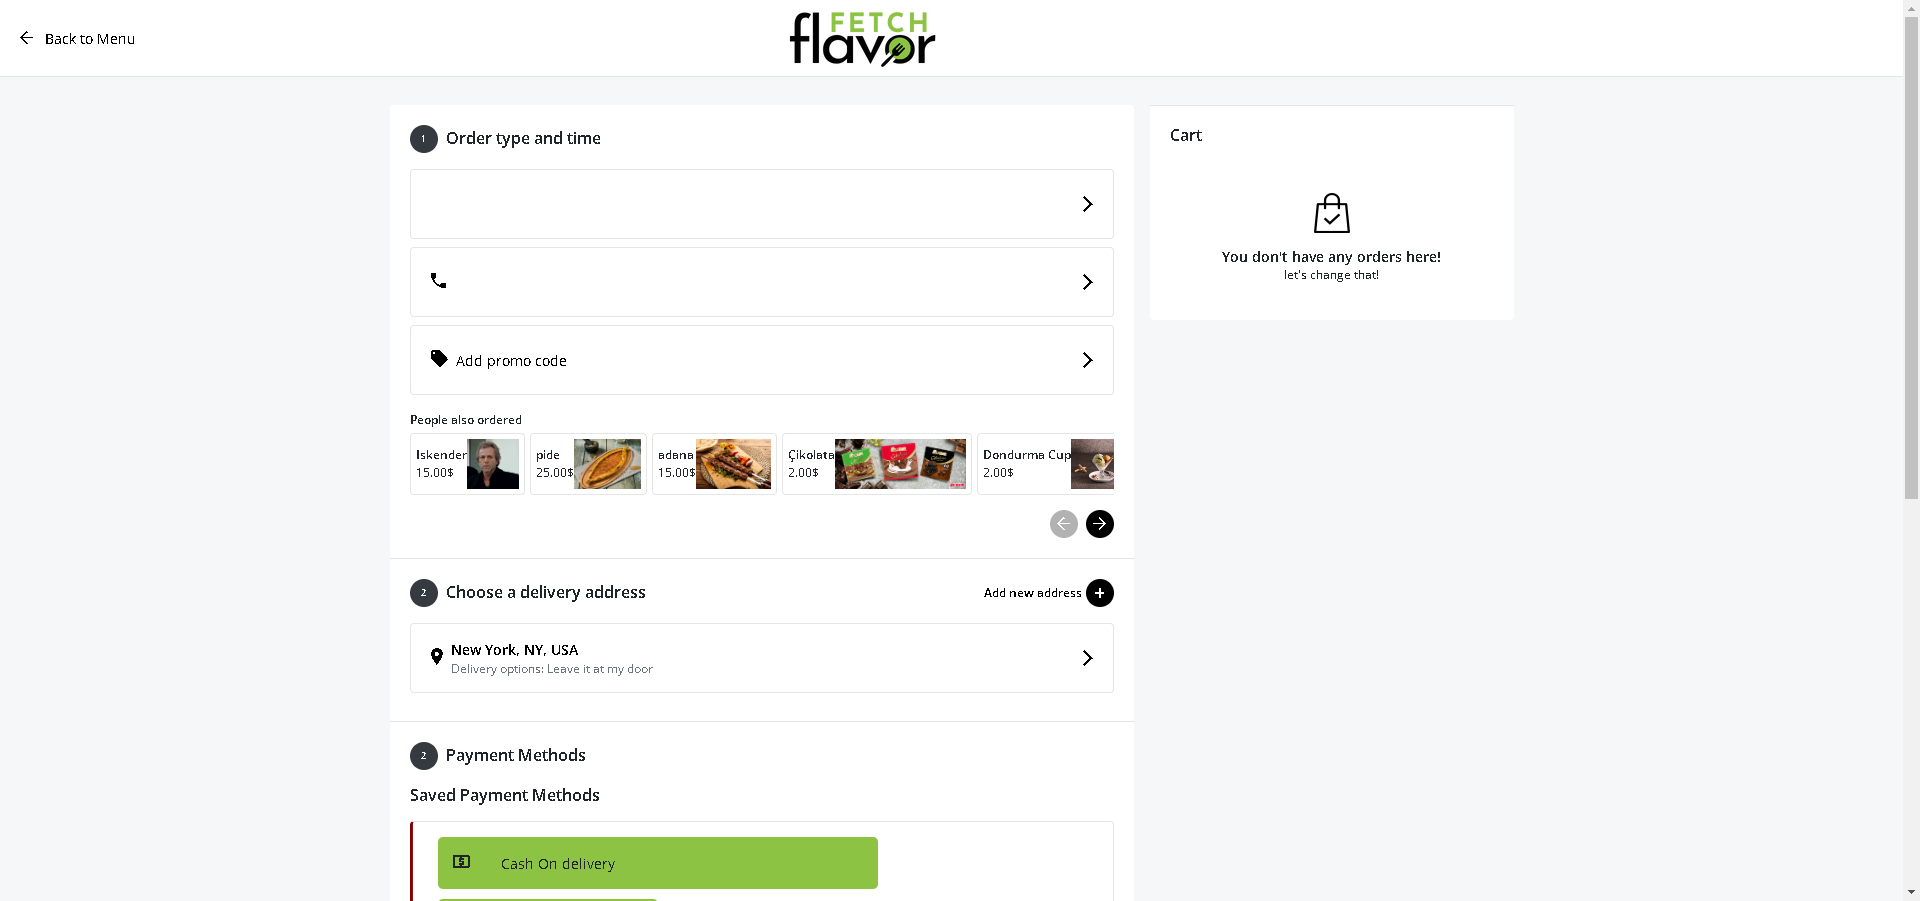 Back to Menu
FETCH
flavor
1
Order type and time
Add promo code
People also ordered
Iskender
15.00$
pide
25.00$
adana
15.00$
Çikolata
2.00$
Dondurma Cup
2.00$
2
Choose a delivery address
Add new address
New York, NY, USA
Delivery options: Leave it at my door
2
Payment Methods
Saved Payment Methods
Cash On delivery
Cart
You don't have any orders here!
let's change that!